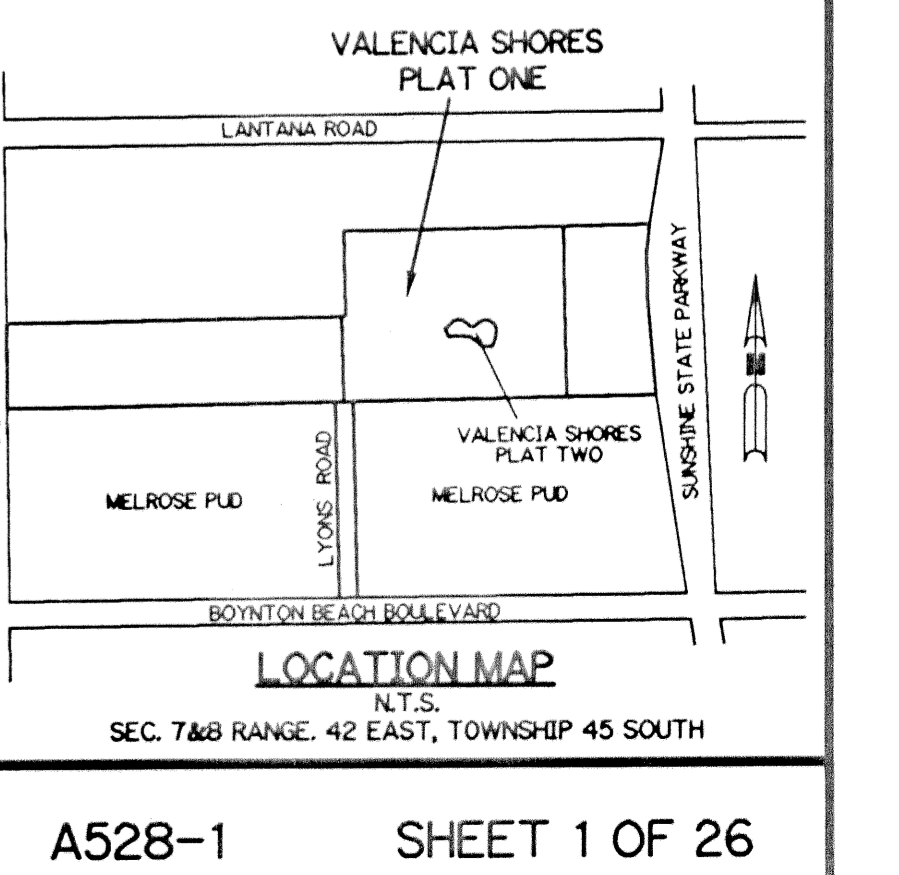 VALENCIA SHORES
PLAT ONE
LANTANA ROAD
SUNSHINE STATE PARKWAY
N
VALENCIA SHORES
PLAT TWO
MELROSE PUD
LYONS ROAD
MELROSE PUD
BOYNTON BEACH BOULEVARD
LOCATION MAP
N.T.S.
SEC. 7&8 RANGE. 42 EAST, TOWNSHIP 45 SOUTH
A528-1 SHEET 1 OF 26